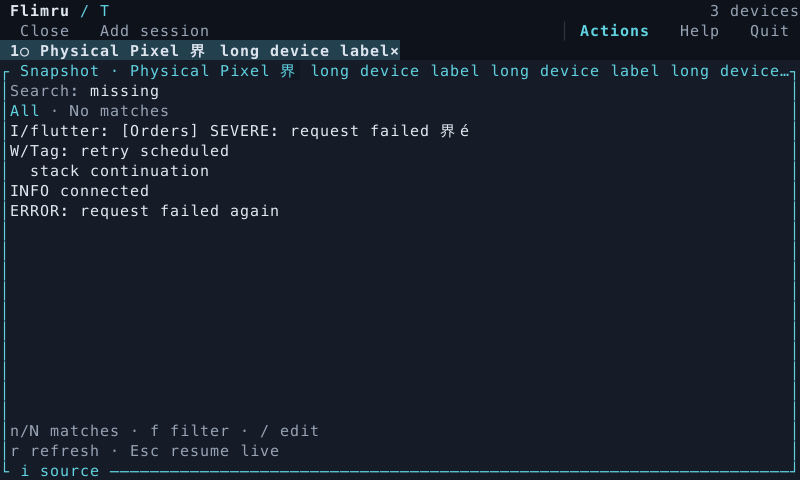 Flimru / T 3 devices
Close Add session │ Actions Help Quit
1○ Physical Pixel 界 long device label×
Snapshot · Physical Pixel 界 long device label long device label long device…
Search: missing
All · No matches
I/flutter: [Orders] SEVERE: request failed 界é
W/Tag: retry scheduled
stack continuation
INFO connected
ERROR: request failed again
n/N matches · f filter · / edit
r refresh · Esc resume live
i source